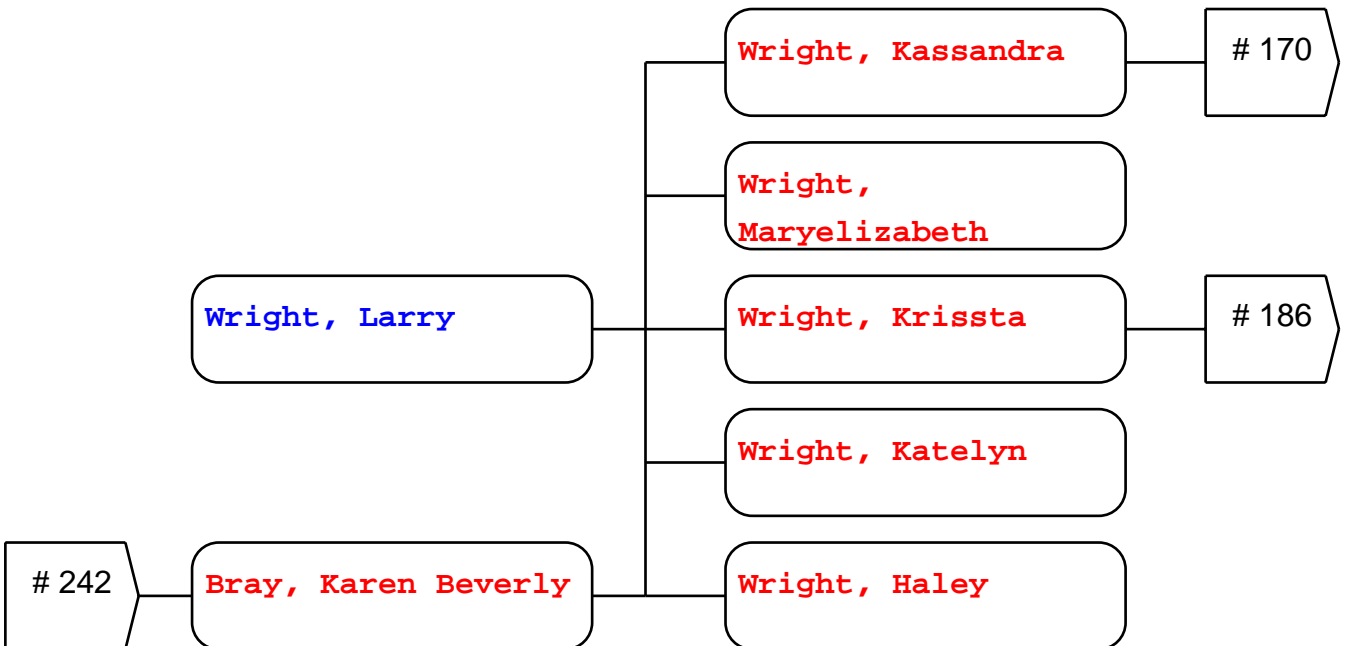 Wright, Kassandra
# 170
Wright,
Maryelizabeth
Wright, Larry
Wright, Krissta
# 186
Wright, Katelyn
# 242
Bray, Karen Beverly
Wright, Haley